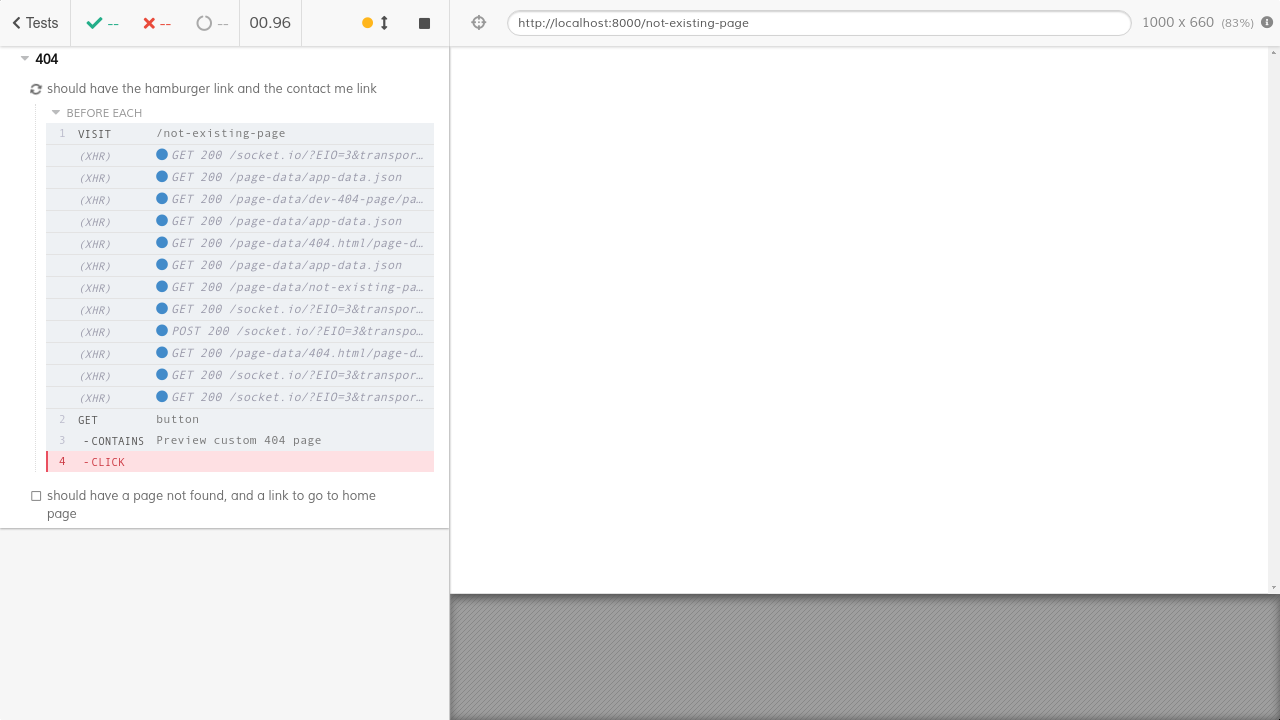 Tests -- -- -- 00.96
http://localhost:8000/not-existing-page 1000 x 660 (83%)
404
should have the hamburger link and the contact me link
BEFORE EACH
1 VISIT /not-existing-page
(XHR) GET 200 /socket.io/?EIO=3&transpor…
(XHR) GET 200 /page-data/app-data.json
(XHR) GET 200 /page-data/dev-404-page/pa…
(XHR) GET 200 /page-data/app-data.json
(XHR) GET 200 /page-data/404.html/page-d…
(XHR) GET 200 /page-data/app-data.json
(XHR) GET 200 /page-data/not-existing-pa…
(XHR) GET 200 /socket.io/?EIO=3&transpor…
(XHR) POST 200 /socket.io/?EIO=3&transpo…
(XHR) GET 200 /page-data/404.html/page-d…
(XHR) GET 200 /socket.io/?EIO=3&transpor…
(XHR) GET 200 /socket.io/?EIO=3&transpor…
2 GET button
3 -CONTAINS Preview custom 404 page
4 -CLICK
should have a page not found, and a link to go to home
page